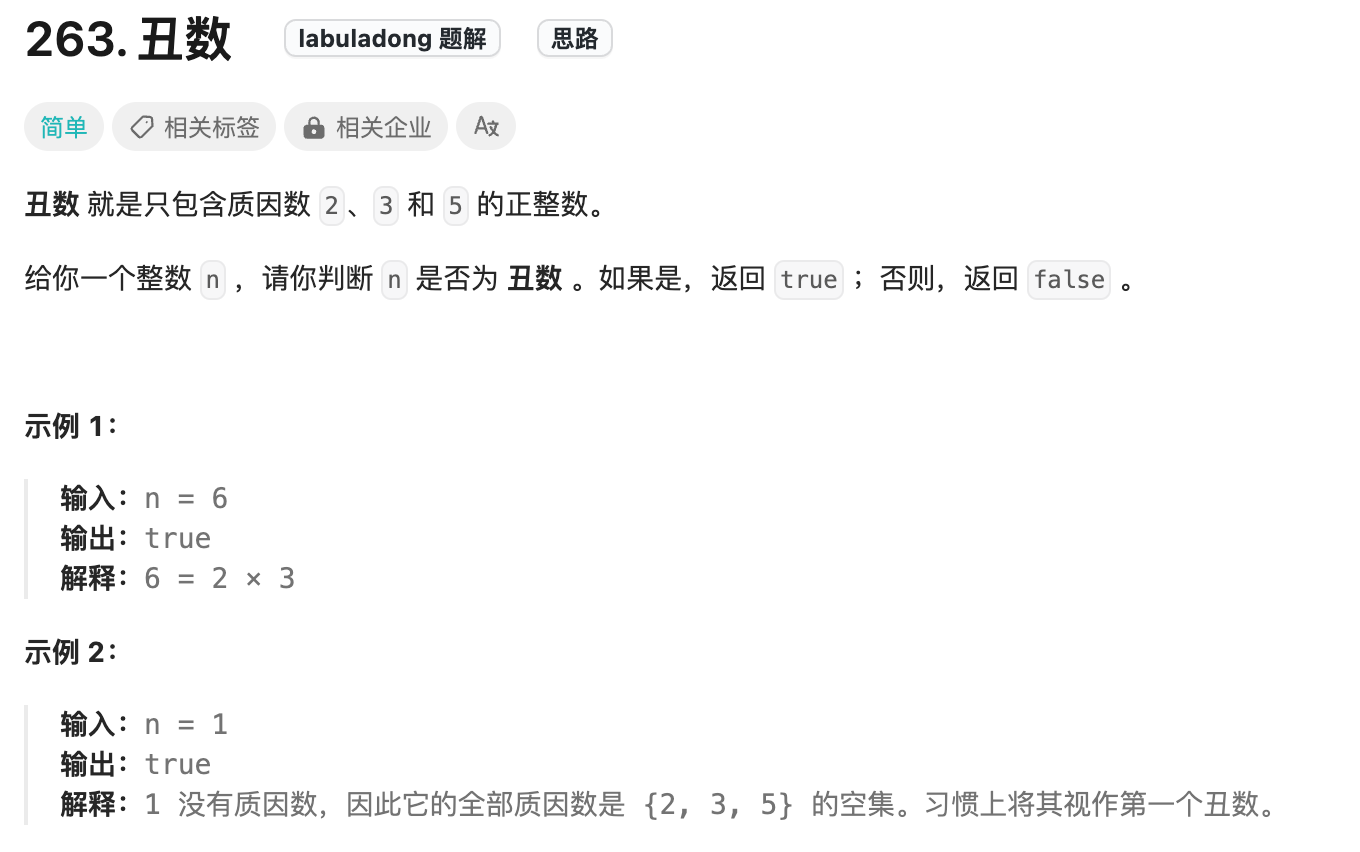 263. 丑数 labuladong 题解 思路
简单 相关标签 相关企业 A文
丑数 就是只包含质因数 2、3 和 5 的正整数。
给你一个整数 n ，请你判断 n 是否为 丑数 。如果是，返回 true ；否则，返回 false 。
示例 1：
输入：n = 6
输出：true
解释：6 = 2 × 3
示例 2：
输入：n = 1
输出：true
解释：1 没有质因数，因此它的全部质因数是 {2, 3, 5} 的空集。习惯上将其视作第一个丑数。